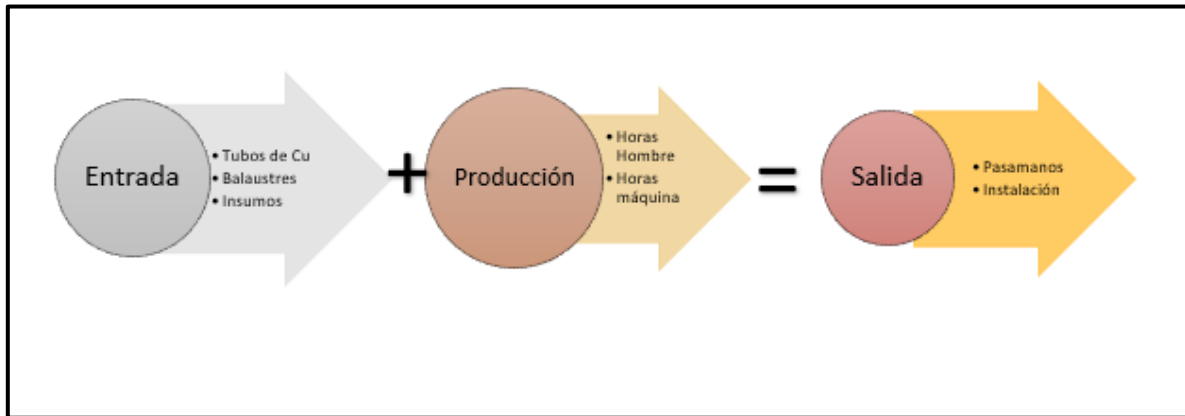 Entrada
• Tubos de Cu
• Balaustres
• Insumos
+
Producción
• Horas
Hombre
• Horas
máquina
=
Salida
• Pasamanos
• Instalación